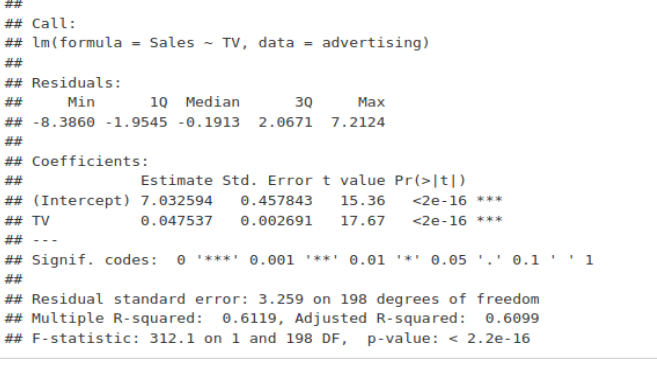 ##
## Call:
## lm(formula = Sales ~ TV, data = advertising)
##
## Residuals:
##     Min      1Q  Median      3Q     Max
## -8.3860 -1.9545 -0.1913  2.0671  7.2124
##
## Coefficients:
##             Estimate Std. Error t value Pr(>|t|)
## (Intercept) 7.032594   0.457843   15.36   <2e-16 ***
## TV          0.047537   0.002691   17.67   <2e-16 ***
## ---
## Signif. codes:  0 '***' 0.001 '**' 0.01 '*' 0.05 '.' 0.1 ' ' 1
##
## Residual standard error: 3.259 on 198 degrees of freedom
## Multiple R-squared:  0.6119, Adjusted R-squared:  0.6099
## F-statistic: 312.1 on 1 and 198 DF,  p-value: < 2.2e-16